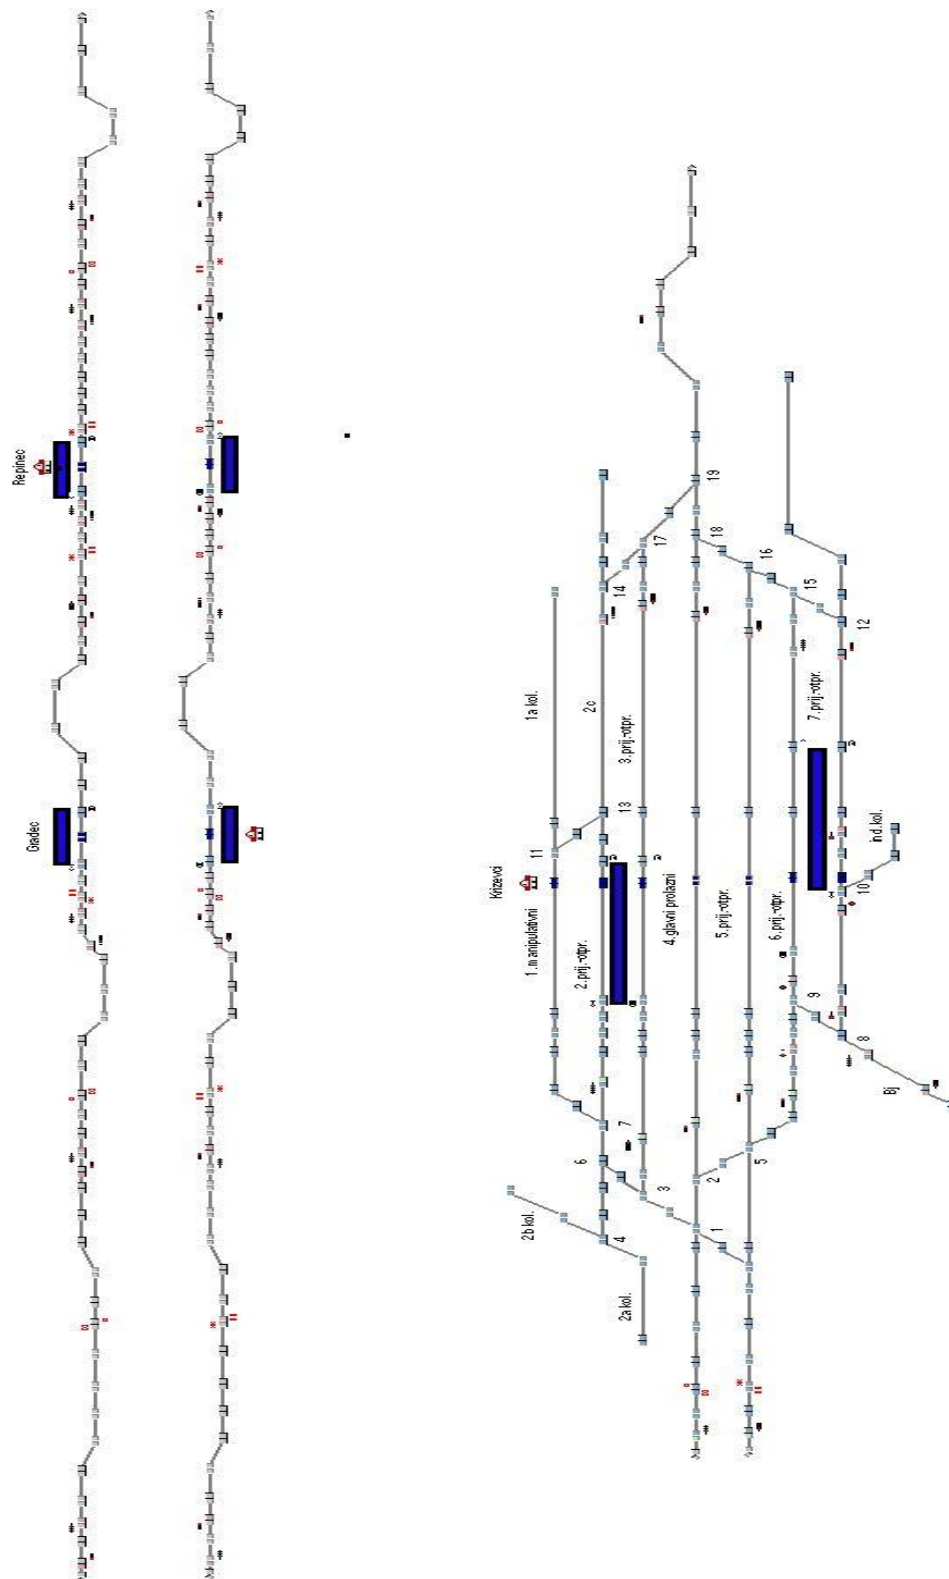 Repinec
Gradec
Križevci
1. manipulativni
1a kol.
2. prij.-otpr.
2c
3. prij.-otpr.
4. glavni prolazni
5. prij.-otpr.
6. prij.-otpr.
7. prij.-otpr.
ind. kol.
2b kol.
2a kol.
Bj
1
2
3
4
5
6
7
8
9
10
11
12
13
14
15
16
17
18
19